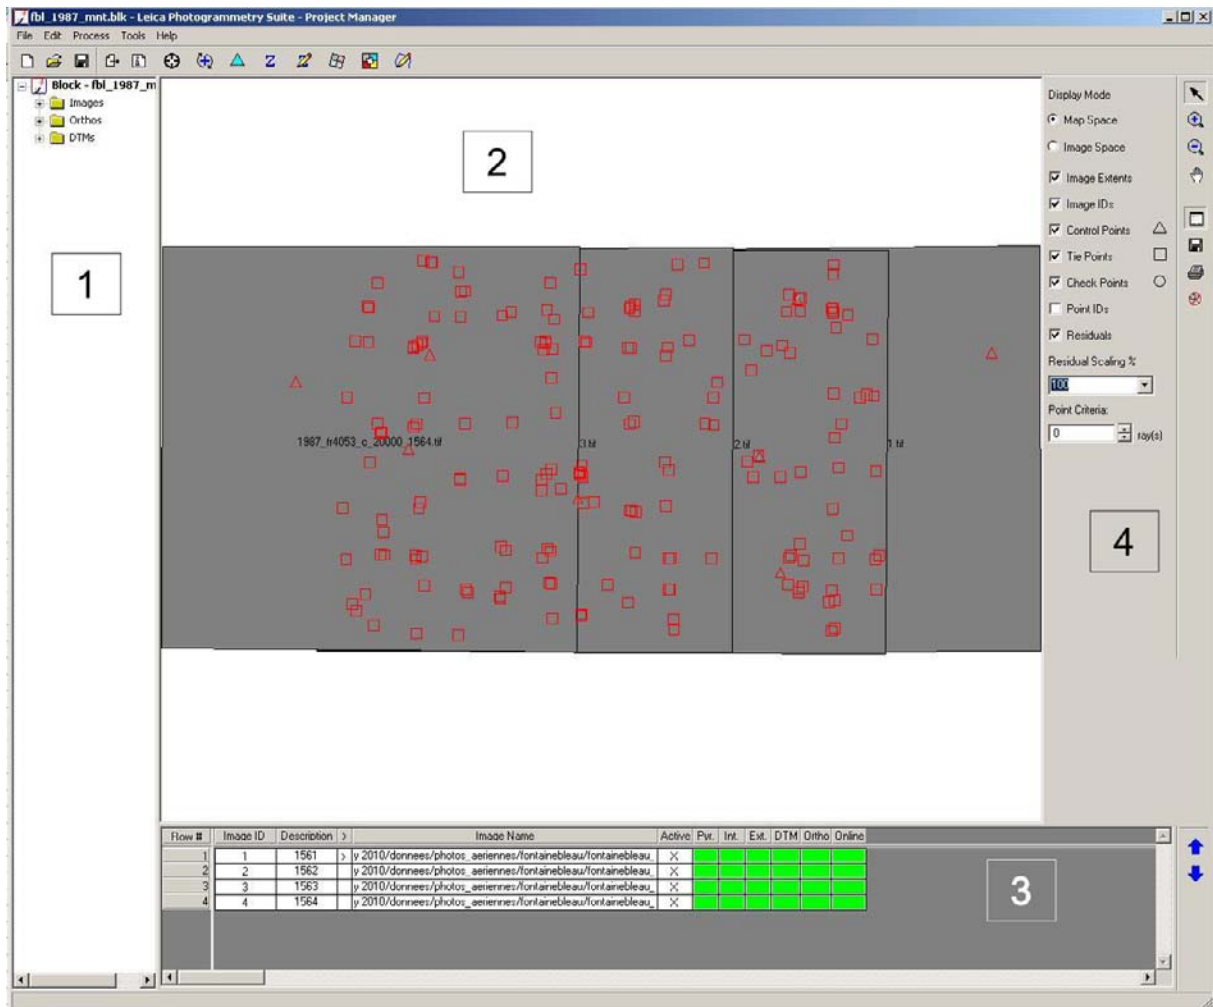 fbl_1987_mnt.blk - Leica Photogrammetry Suite - Project Manager
File Edit Process Tools Help
Block - fbl_1987_m
Images
Orthos
DTMs
1
2
1987_fr4053_c_20000_1564.tif 3.tif 2.tif 1.tif
Display Mode
Map Space
Image Space
Image Extents
Image IDs
Control Points
Tie Points
Check Points
Point IDs
Residuals
Residual Scaling %
100
Point Criteria:
0 ray(s)
4
Row # Image ID Description > Image Name Active Pyr. Int. Ext. DTM Ortho Online
1 1 1561 > y 2010/donnees/photos_aeriennes/fontainebleau/fontainebleau_ X
2 2 1562 y 2010/donnees/photos_aeriennes/fontainebleau/fontainebleau_ X
3 3 1563 y 2010/donnees/photos_aeriennes/fontainebleau/fontainebleau_ X
4 4 1564 y 2010/donnees/photos_aeriennes/fontainebleau/fontainebleau_ X
3